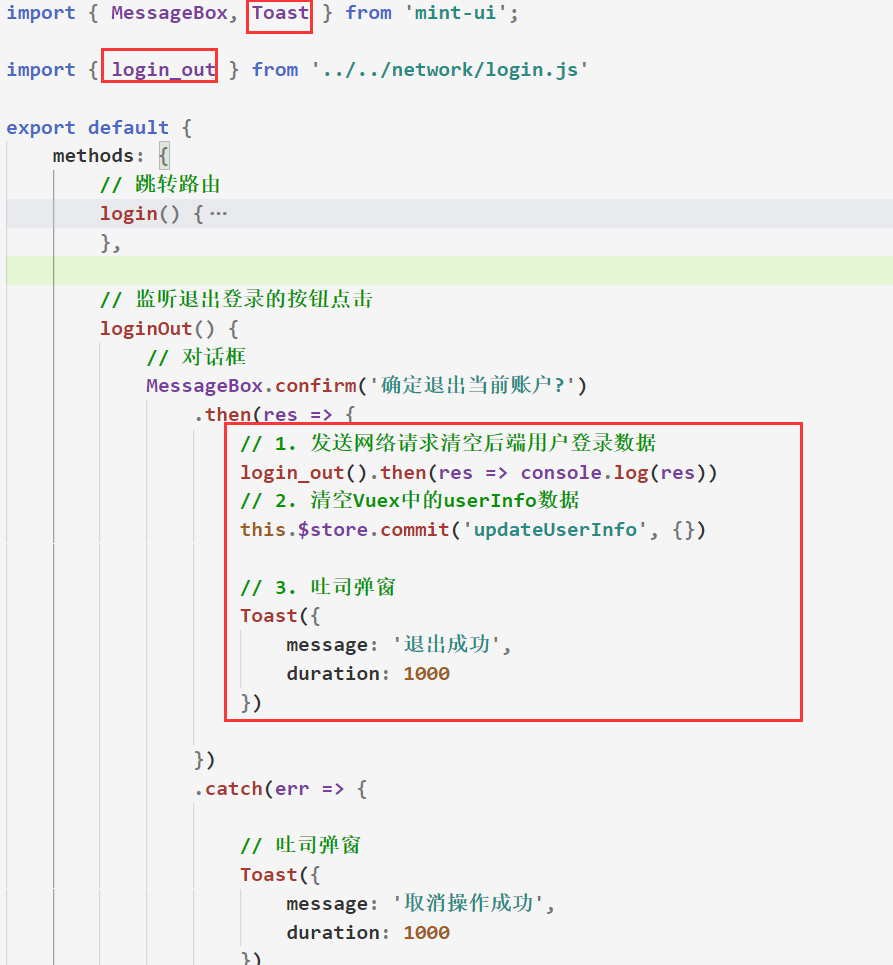 import { MessageBox, Toast } from 'mint-ui';
import { login_out } from '../../network/login.js'
export default {
methods: {
// 跳转路由
login() {···
},
// 监听退出登录的按钮点击
loginOut() {
// 对话框
MessageBox.confirm('确定退出当前账户?')
.then(res => {
// 1. 发送网络请求清空后端用户登录数据
login_out().then(res => console.log(res))
// 2. 清空Vuex中的userInfo数据
this.$store.commit('updateUserInfo', {})
// 3. 吐司弹窗
Toast({
message: '退出成功',
duration: 1000
})
})
.catch(err => {
// 吐司弹窗
Toast({
message: '取消操作成功',
duration: 1000
})